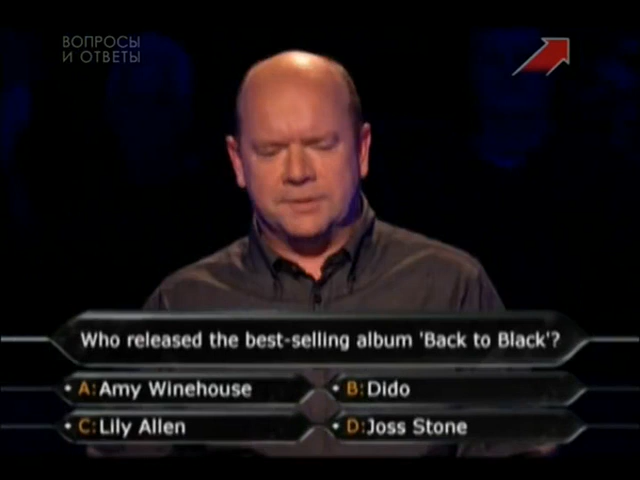 ВОПРОСЫ
И ОТВЕТЫ
Who released the best-selling album 'Back to Black'?
A: Amy Winehouse
B: Dido
C: Lily Allen
D: Joss Stone